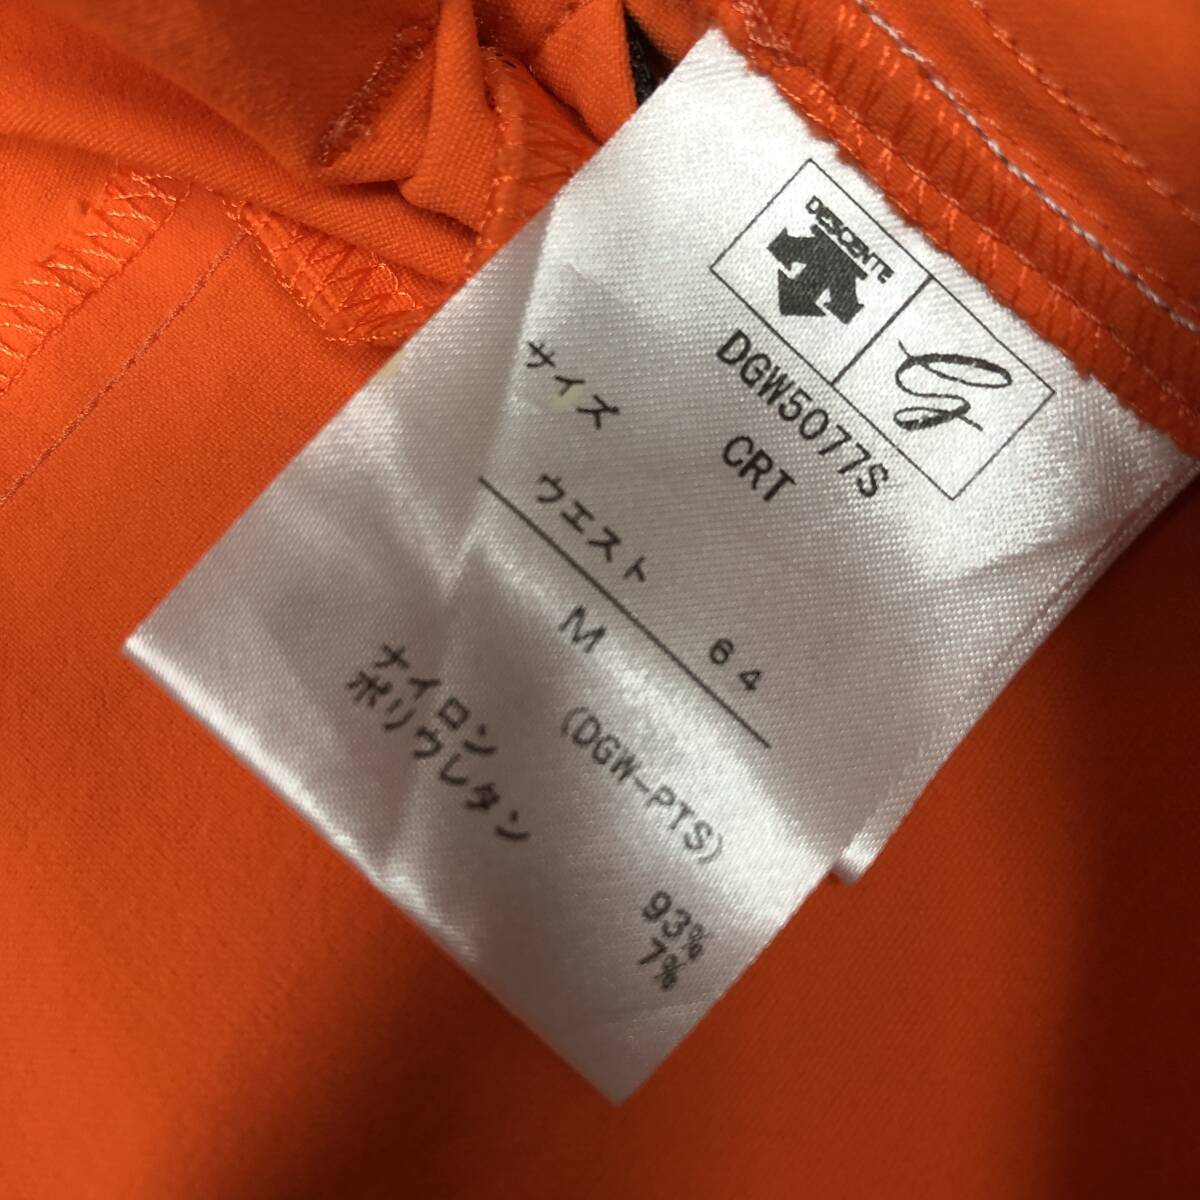 DESCENTE
G
DGW5077S
CRT
サイズ
ウエスト 64
M (DGW-PTS)
ナイロン 93%
ポリウレタン 7%